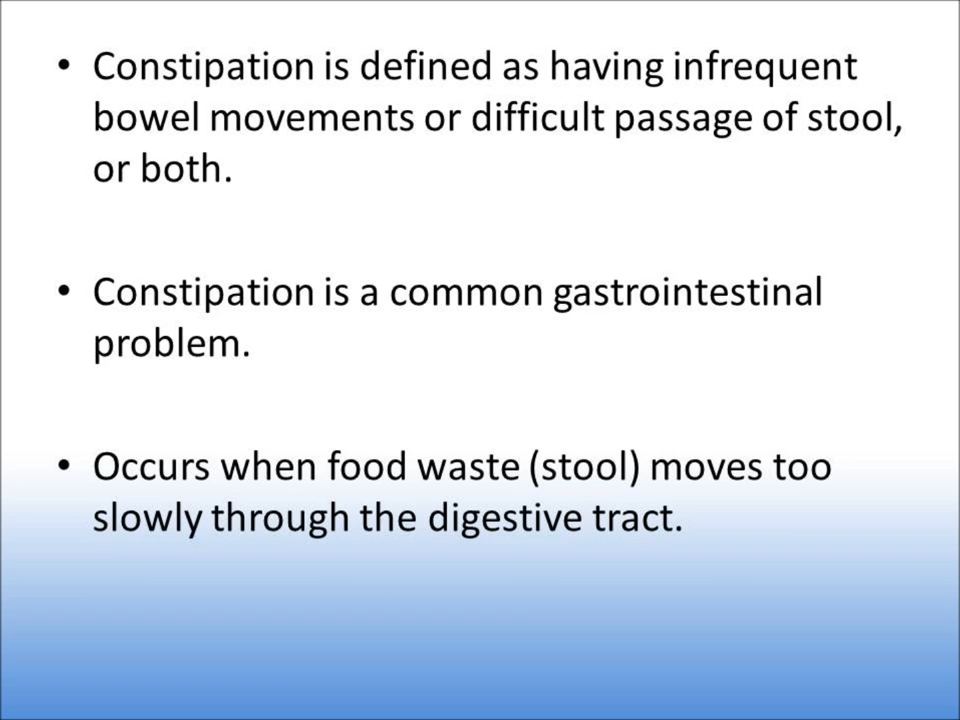 • Constipation is defined as having infrequent
bowel movements or difficult passage of stool,
or both.
• Constipation is a common gastrointestinal
problem.
• Occurs when food waste (stool) moves too
slowly through the digestive tract.